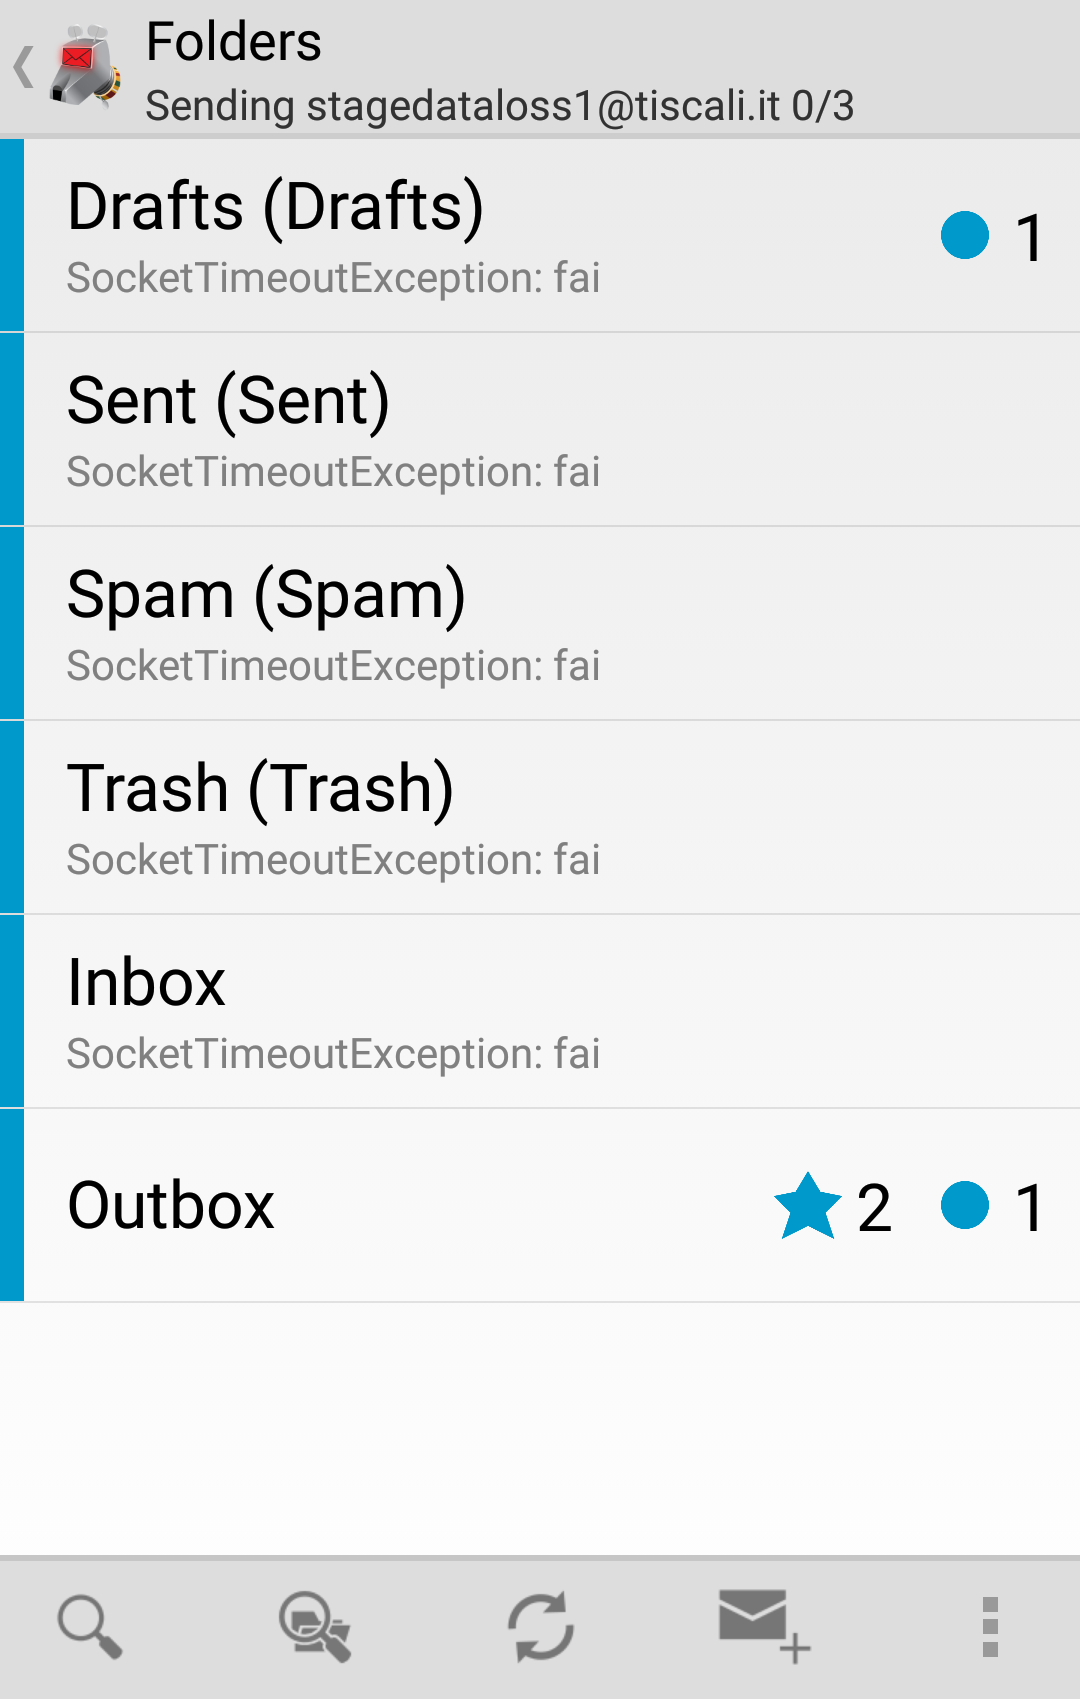 Folders
Sending stagedataloss1@tiscali.it 0/3
Drafts (Drafts)
1
SocketTimeoutException: fai
Sent (Sent)
SocketTimeoutException: fai
Spam (Spam)
SocketTimeoutException: fai
Trash (Trash)
SocketTimeoutException: fai
Inbox
SocketTimeoutException: fai
Outbox 2 1